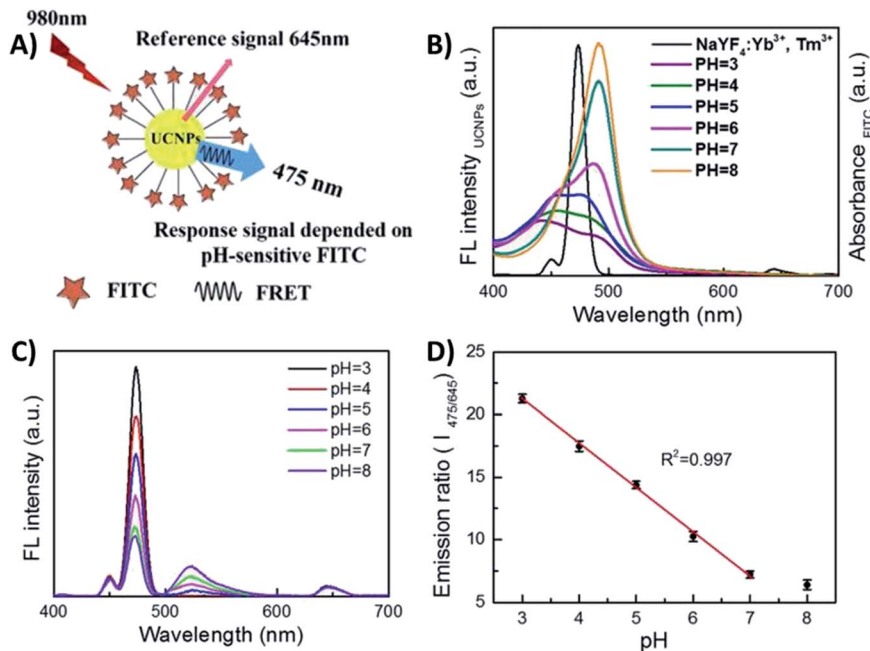 A)
980nm
Reference signal 645nm
UCNPs
475 nm
Response signal depended on
pH-sensitive FITC
FITC
FRET
B)
FL intensity UCNPs (a.u.)
NaYF4:Yb3+, Tm3+
PH=3
PH=4
PH=5
PH=6
PH=7
PH=8
Absorbance FITC (a.u.)
400 500 600 700
Wavelength (nm)
C)
FL intensity (a.u.)
pH=3
pH=4
pH=5
pH=6
pH=7
pH=8
400 500 600 700
Wavelength (nm)
D)
Emission ratio ( I 475/645)
25
20
15
10
5
R2=0.997
3 4 5 6 7 8
pH